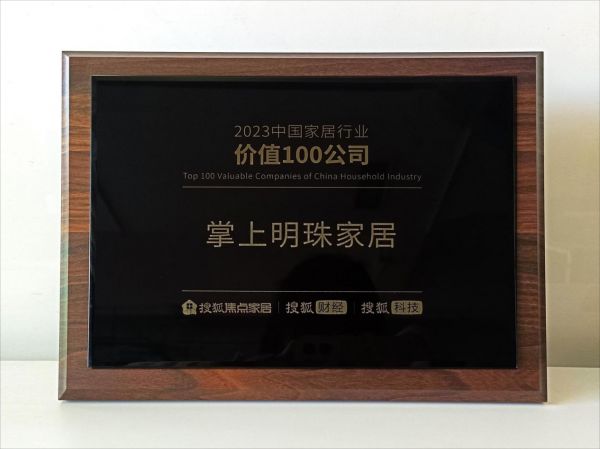 2023中国家居行业
价值100公司
Top 100 Valuable Companies of China Household Industry
掌上明珠家居
搜狐焦点家居 搜狐 财经 搜狐 科技